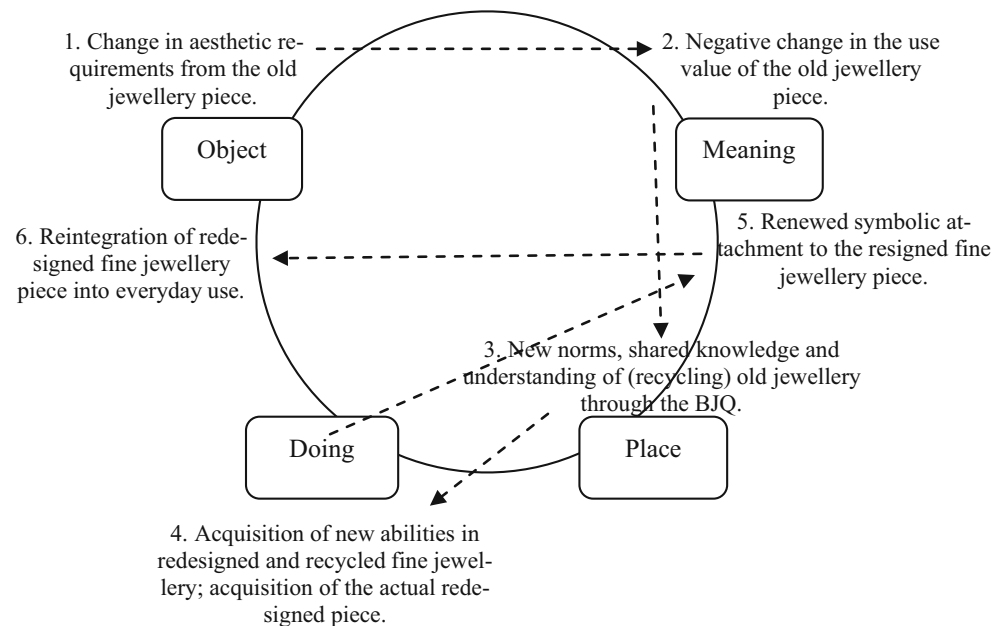 1. Change in aesthetic re-
quirements from the old
jewellery piece.
2. Negative change in the use
value of the old jewellery
piece.
Object
Meaning
6. Reintegration of rede-
signed fine jewellery
piece into everyday use.
5. Renewed symbolic at-
tachment to the resigned fine
jewellery piece.
3. New norms, shared knowledge and
understanding of (recycling) old jewellery
through the BJQ.
Doing
Place
4. Acquisition of new abilities in
redesigned and recycled fine jewel-
lery; acquisition of the actual rede-
signed piece.